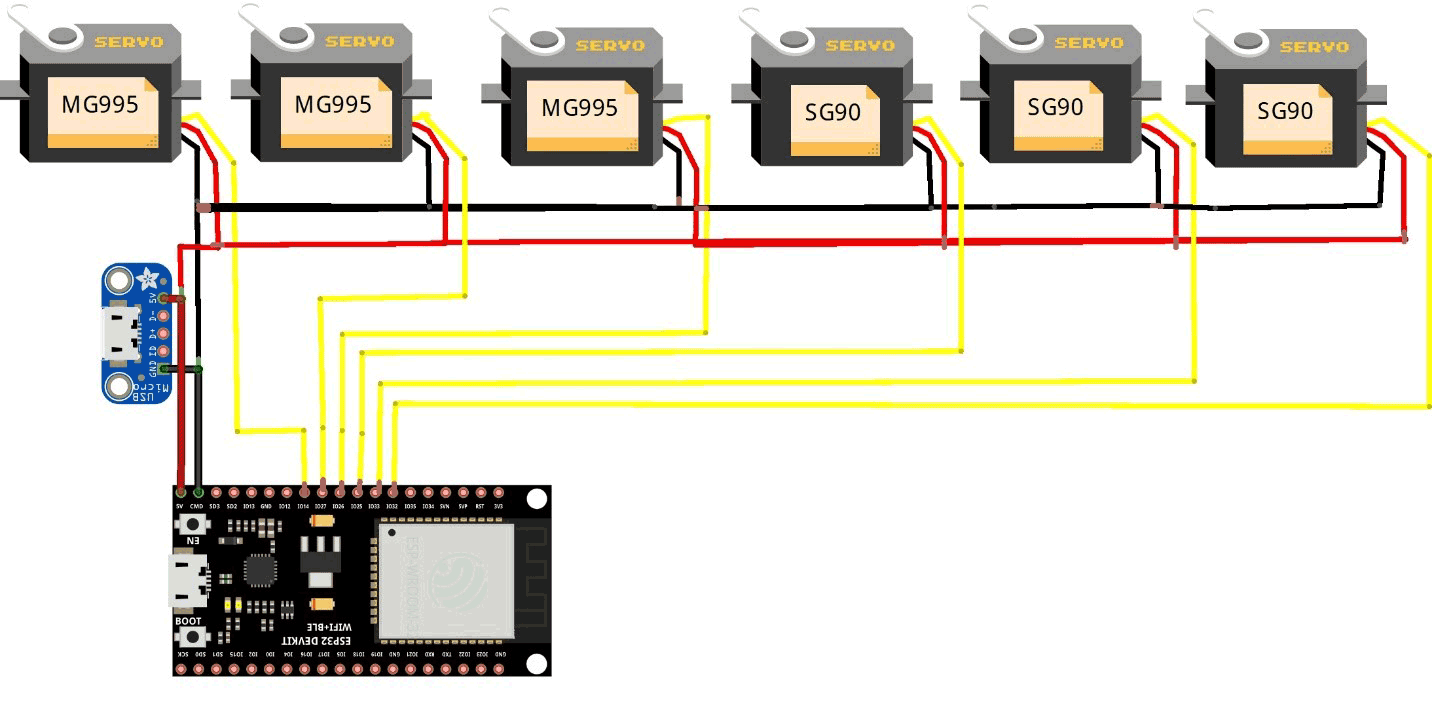 SERVO
MG995
SERVO
MG995
SERVO
MG995
SERVO
SG90
SERVO
SG90
SERVO
SG90
5V
D-
D+
ID
GND
Micro
USB
5V CMD SD3 SD2 IO13 GND IO12 IO14 IO27 IO26 IO25 IO33 IO32 IO35 IO34 SVN SVP RST 3V3
EN
BOOT
WIFI+BLE
ESP32 DEVKIT
SCK SD0 SD1 IO15 IO2 IO0 IO4 IO16 IO17 IO5 IO18 IO19 GND IO21 RXD TXD IO22 IO23 GND